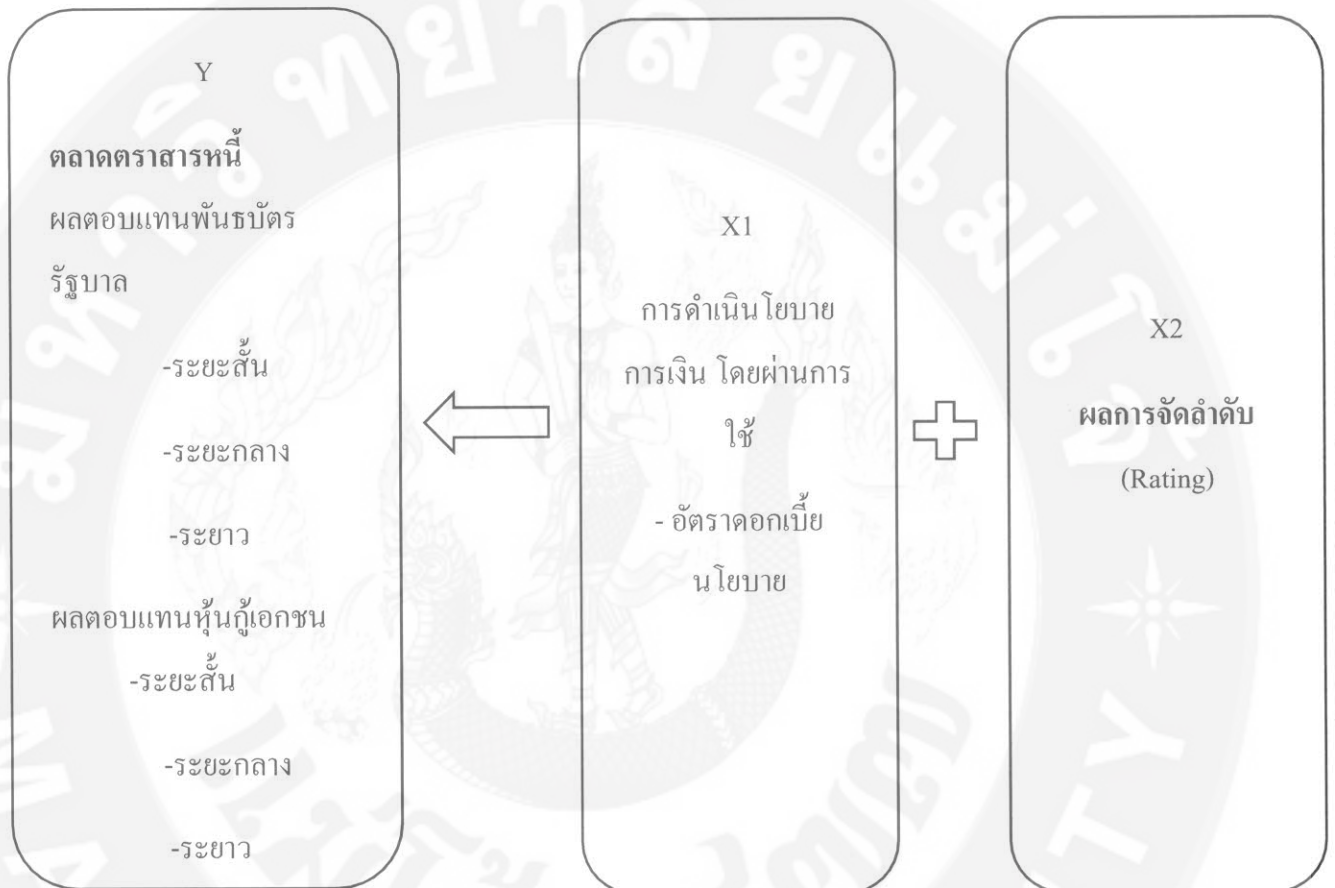 Y
ตลาดตราสารหนี้
ผลตอบแทนพันธบัตร
รัฐบาล
-ระยะสั้น
-ระยะกลาง
-ระยาว
ผลตอบแทนหุ้นกู้เอกชน
-ระยะสั้น
-ระยะกลาง
-ระยาว
X1
การดำเนินโยบาย
การเงิน โดยผ่านการ
ใช้
- อัตราดอกเบี้ย
นโยบาย
X2
ผลการจัดลำดับ
(Rating)